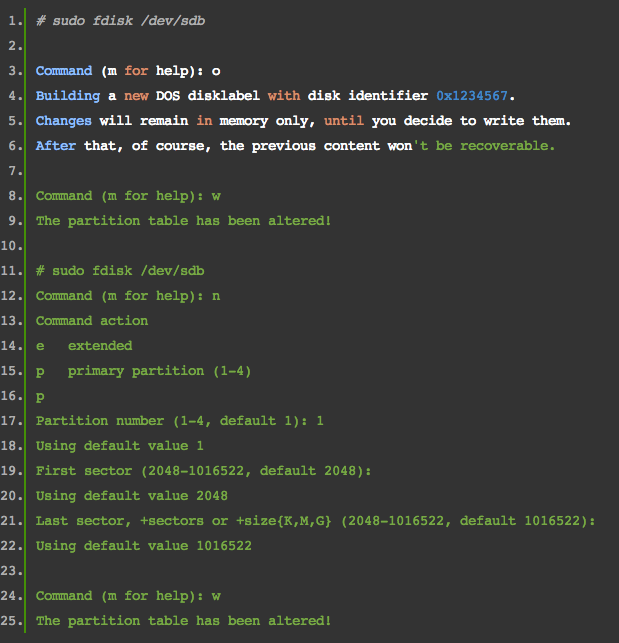 1. # sudo fdisk /dev/sdb
2.
3. Command (m for help): o
4. Building a new DOS disklabel with disk identifier 0x1234567.
5. Changes will remain in memory only, until you decide to write them.
6. After that, of course, the previous content won't be recoverable.
7.
8. Command (m for help): w
9. The partition table has been altered!
10.
11. # sudo fdisk /dev/sdb
12. Command (m for help): n
13. Command action
14. e   extended
15. p   primary partition (1-4)
16. p
17. Partition number (1-4, default 1): 1
18. Using default value 1
19. First sector (2048-1016522, default 2048):
20. Using default value 2048
21. Last sector, +sectors or +size{K,M,G} (2048-1016522, default 1016522):
22. Using default value 1016522
23.
24. Command (m for help): w
25. The partition table has been altered!